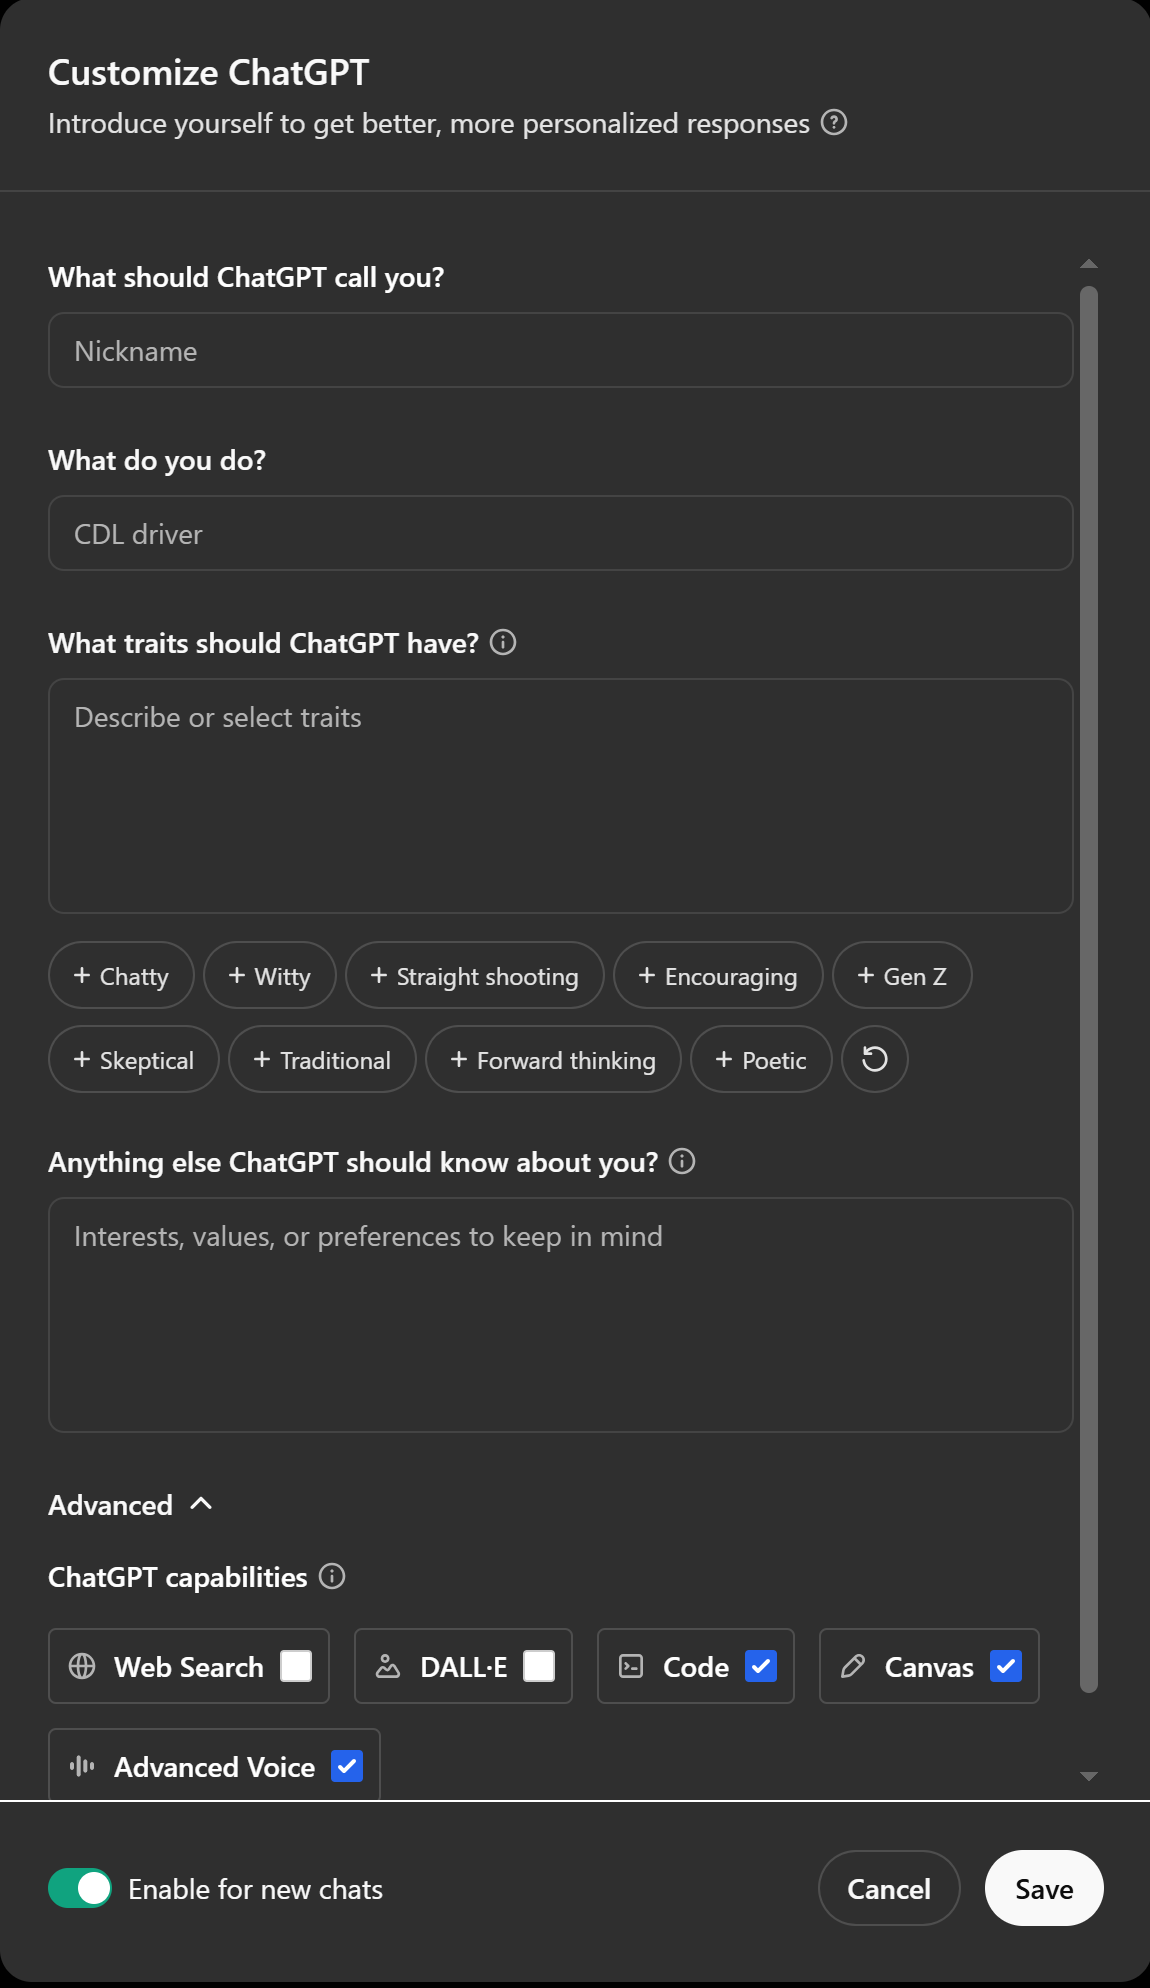 Customize ChatGPT
Introduce yourself to get better, more personalized responses
What should ChatGPT call you?
Nickname
What do you do?
CDL driver
What traits should ChatGPT have?
Describe or select traits
+ Chatty + Witty + Straight shooting + Encouraging + Gen Z
+ Skeptical + Traditional + Forward thinking + Poetic
Anything else ChatGPT should know about you?
Interests, values, or preferences to keep in mind
Advanced
ChatGPT capabilities
Web Search DALL·E Code Canvas
Advanced Voice
Enable for new chats Cancel Save